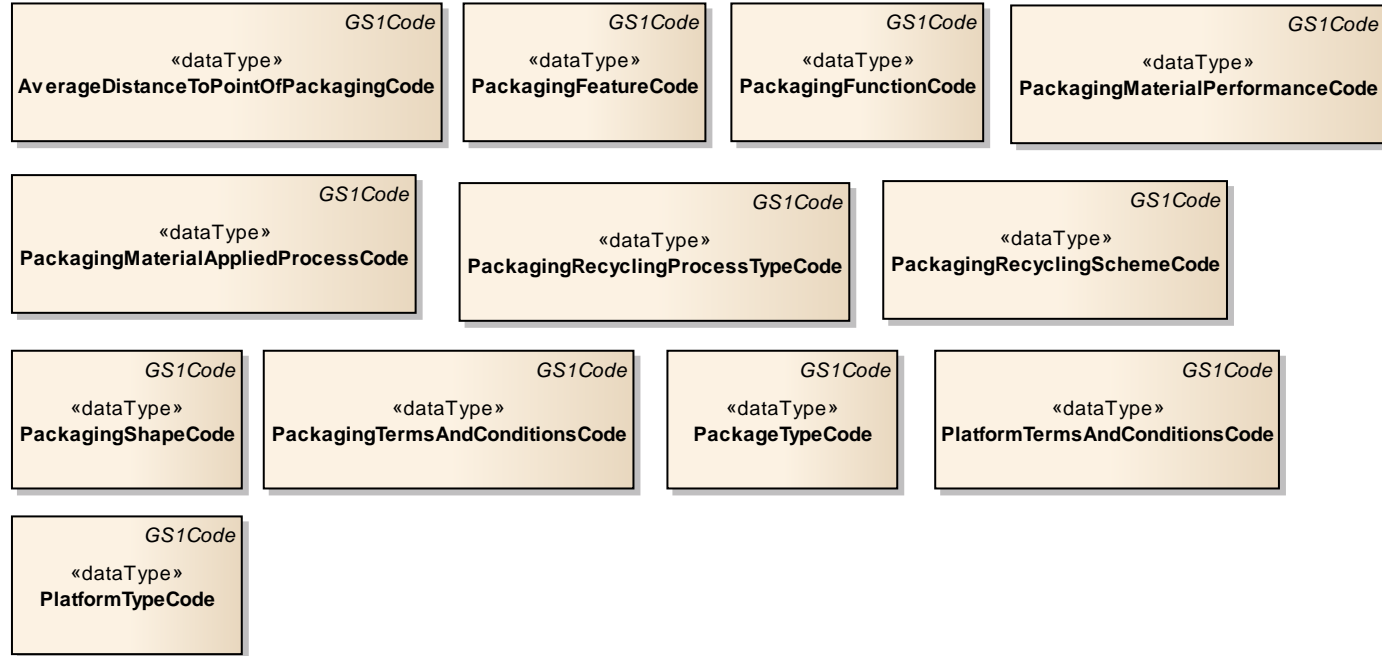 GS1Code
«dataType»
AverageDistanceToPointOfPackagingCode
GS1Code
«dataType»
PackagingFeatureCode
GS1Code
«dataType»
PackagingFunctionCode
GS1Code
«dataType»
PackagingMaterialPerformanceCode
GS1Code
«dataType»
PackagingMaterialAppliedProcessCode
GS1Code
«dataType»
PackagingRecyclingProcessTypeCode
GS1Code
«dataType»
PackagingRecyclingSchemeCode
GS1Code
«dataType»
PackagingShapeCode
GS1Code
«dataType»
PackagingTermsAndConditionsCode
GS1Code
«dataType»
PackageTypeCode
GS1Code
«dataType»
PlatformTermsAndConditionsCode
GS1Code
«dataType»
PlatformTypeCode